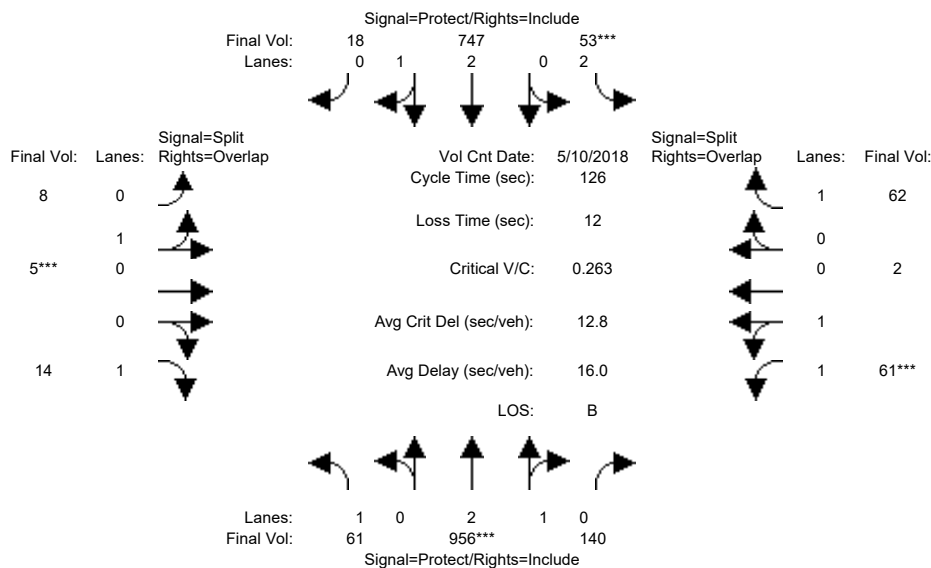 Signal=Protect/Rights=Include
Final Vol: 18 747 53***
Lanes: 0 1 2 0 2
Signal=Split
Final Vol: Lanes: Rights=Overlap
Vol Cnt Date: 5/10/2018
Signal=Split
Rights=Overlap Lanes: Final Vol:
Cycle Time (sec): 126
8 0
1 62
Loss Time (sec): 12
1
0
5*** 0
Critical V/C: 0.263
0 2
0
Avg Crit Del (sec/veh): 12.8
1
14 1
Avg Delay (sec/veh): 16.0
1 61***
LOS: B
Lanes: 1 0 2 1 0
Final Vol: 61 956*** 140
Signal=Protect/Rights=Include